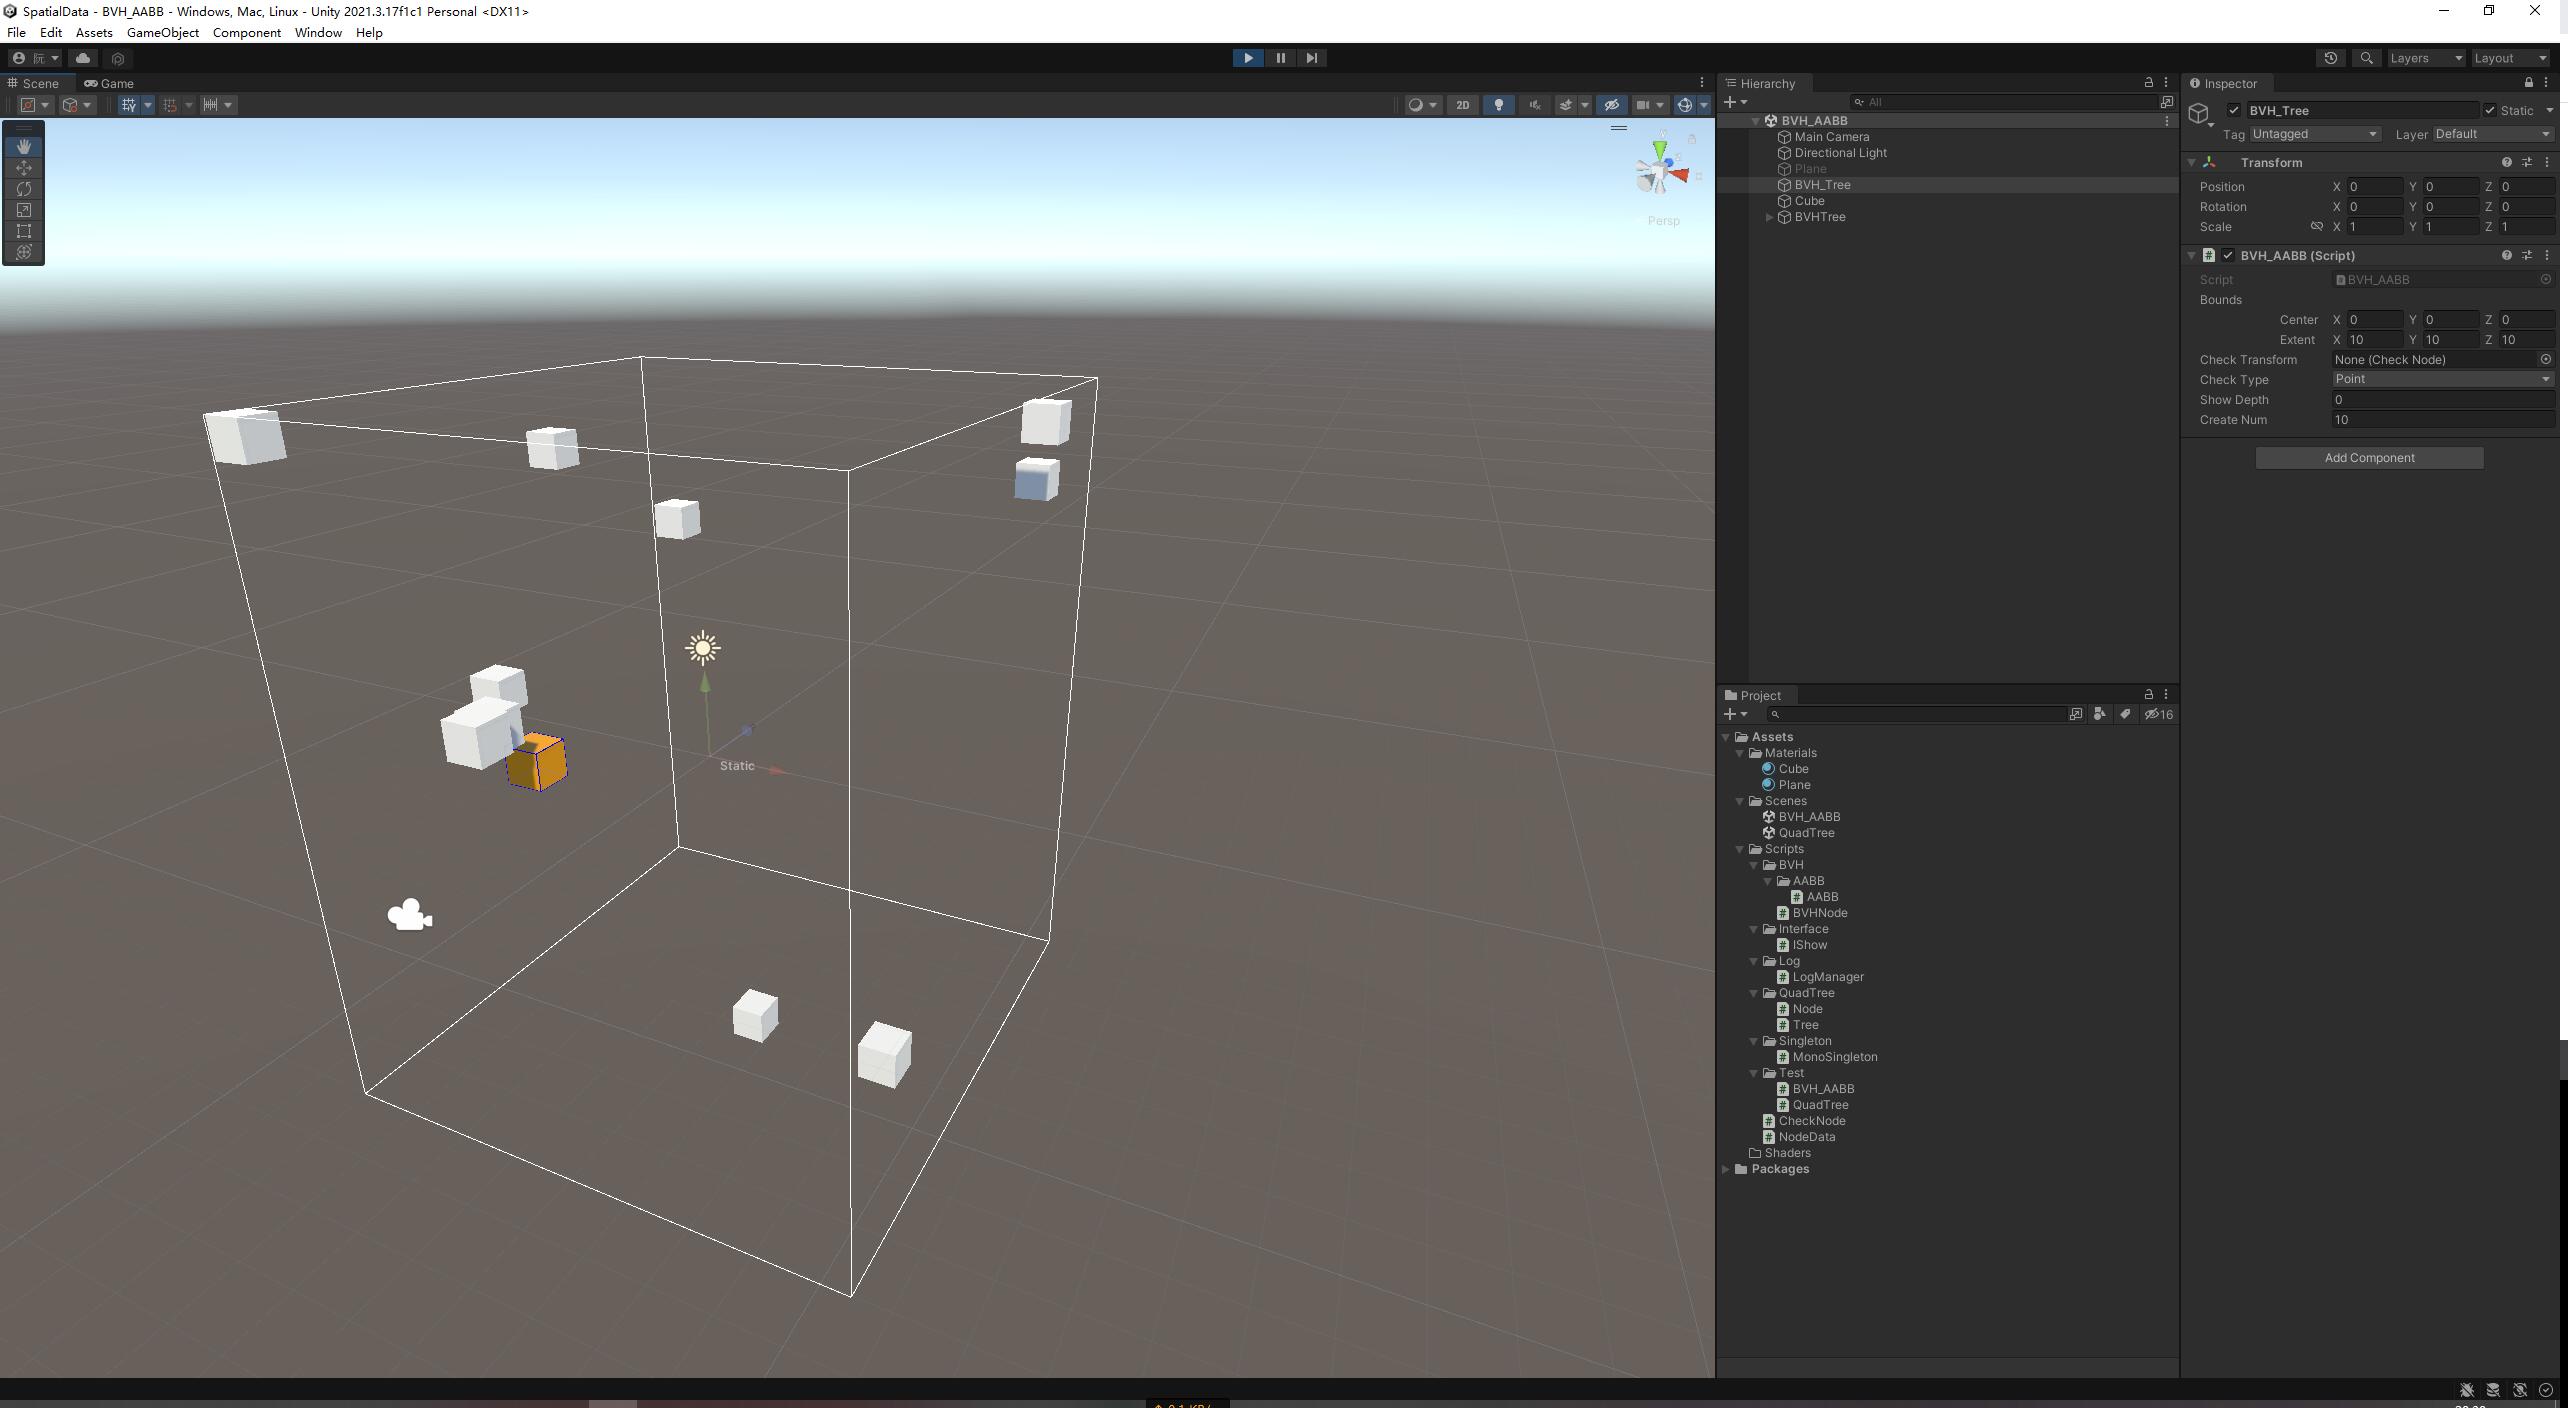 SpatialData - BVH_AABB - Windows, Mac, Linux - Unity 2021.3.17f1c1 Personal <DX11>
File Edit Assets GameObject Component Window Help
Layers Layout
Scene Game
2D
Persp
Static
Hierarchy
All
BVH_AABB
Main Camera
Directional Light
Plane
BVH_Tree
Cube
BVHTree
Project
16
Assets
Materials
Cube
Plane
Scenes
BVH_AABB
QuadTree
Scripts
BVH
AABB
AABB
BVHNode
Interface
IShow
Log
LogManager
QuadTree
Node
Tree
Singleton
MonoSingleton
Test
BVH_AABB
QuadTree
CheckNode
NodeData
Shaders
Packages
Inspector
BVH_Tree Static
Tag Untagged Layer Default
Transform
Position X 0 Y 0 Z 0
Rotation X 0 Y 0 Z 0
Scale X 1 Y 1 Z 1
BVH_AABB (Script)
Script BVH_AABB
Bounds
Center X 0 Y 0 Z 0
Extent X 10 Y 10 Z 10
Check Transform None (Check Node)
Check Type Point
Show Depth 0
Create Num 10
Add Component